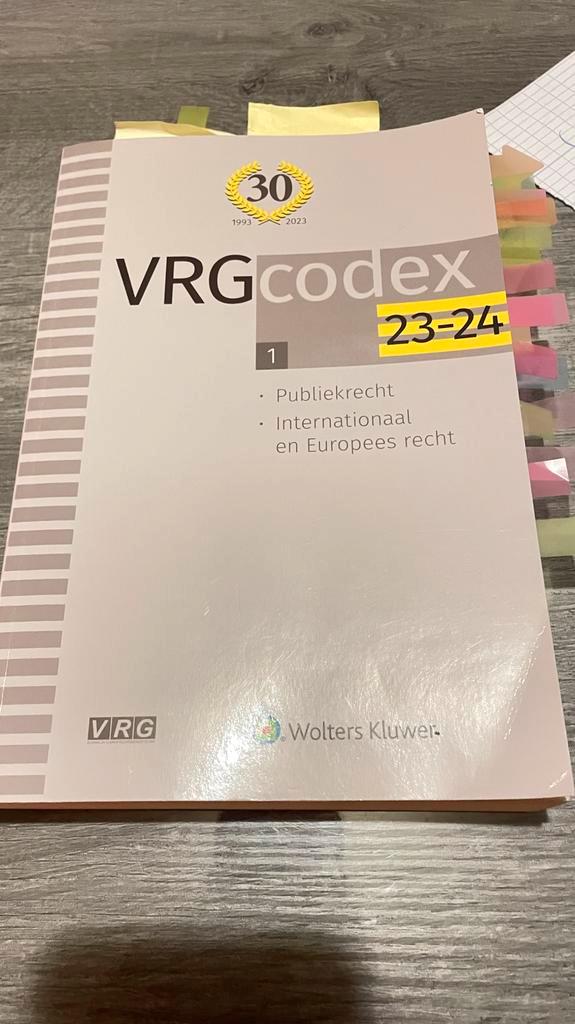 30
1993 2023
VRGcodex
23-24
1
· Publiekrecht
· Internationaal
en Europees recht
VRG
Wolters Kluwer